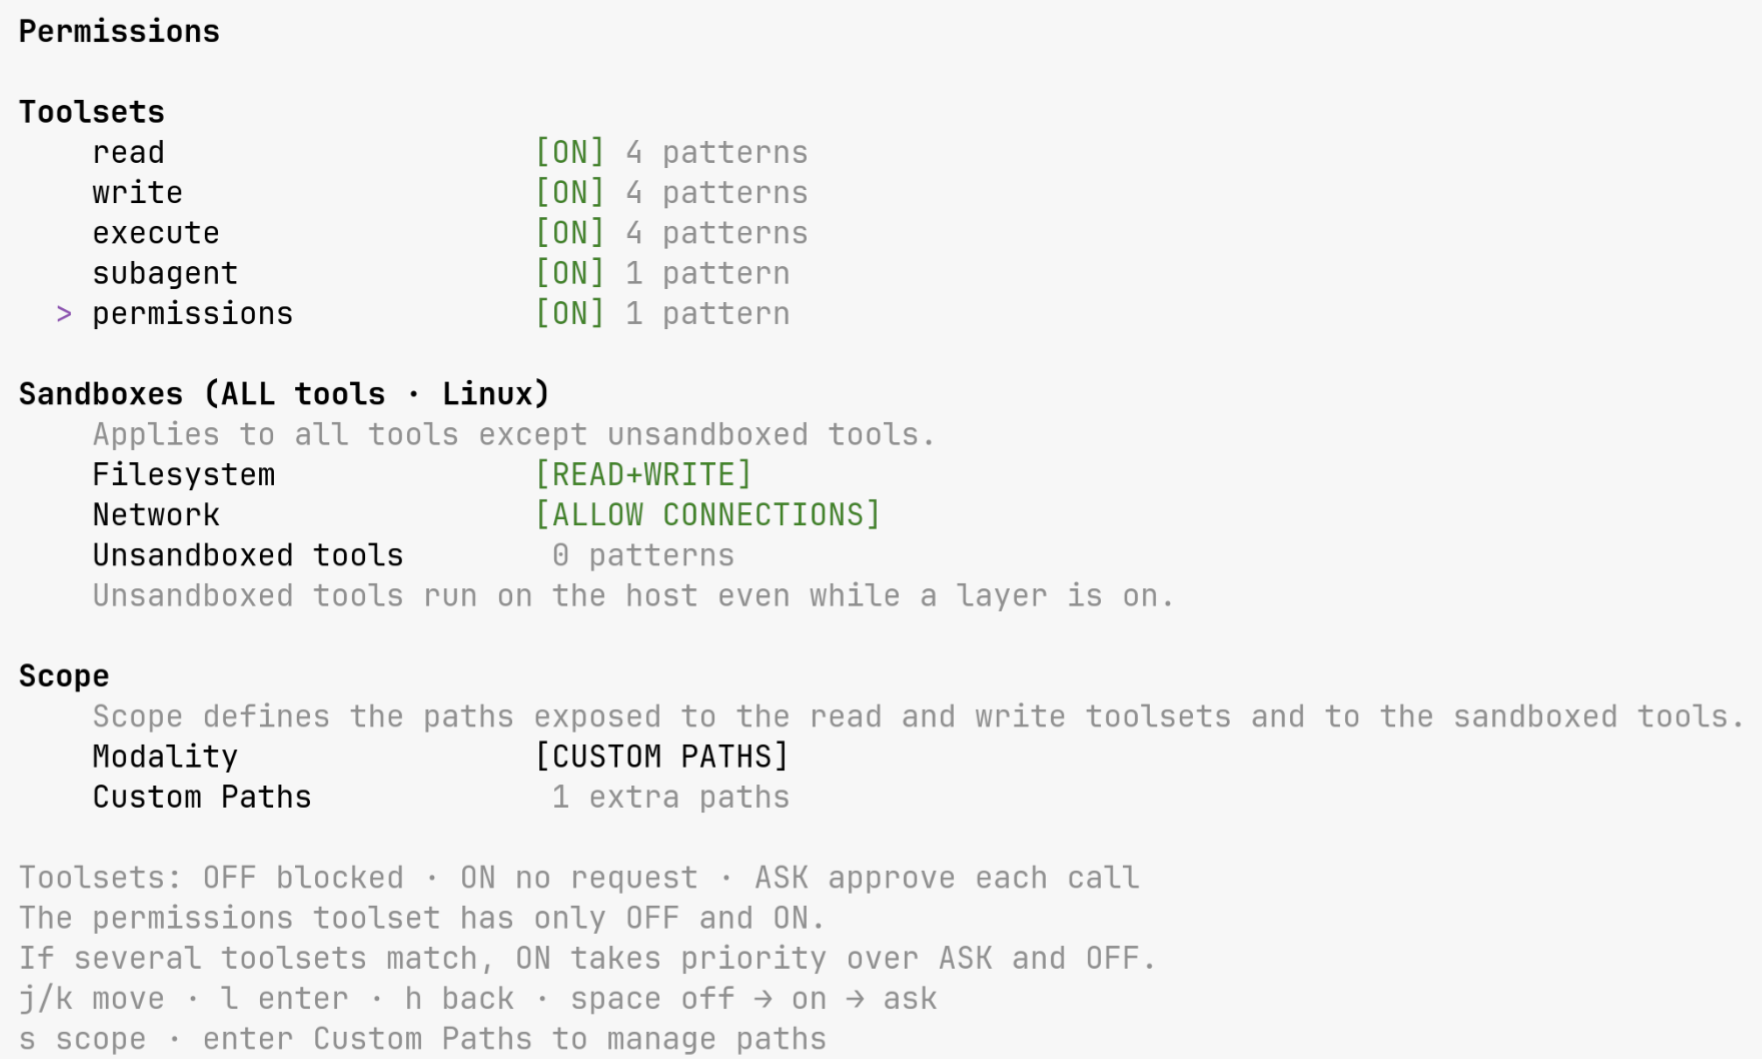 Permissions
Toolsets
read [ON] 4 patterns
write [ON] 4 patterns
execute [ON] 4 patterns
subagent [ON] 1 pattern
> permissions [ON] 1 pattern
Sandboxes (ALL tools · Linux)
Applies to all tools except unsandboxed tools.
Filesystem [READ+WRITE]
Network [ALLOW CONNECTIONS]
Unsandboxed tools 0 patterns
Unsandboxed tools run on the host even while a layer is on.
Scope
Scope defines the paths exposed to the read and write toolsets and to the sandboxed tools.
Modality [CUSTOM PATHS]
Custom Paths 1 extra paths
Toolsets: OFF blocked · ON no request · ASK approve each call
The permissions toolset has only OFF and ON.
If several toolsets match, ON takes priority over ASK and OFF.
j/k move · l enter · h back · space off → on → ask
s scope · enter Custom Paths to manage paths